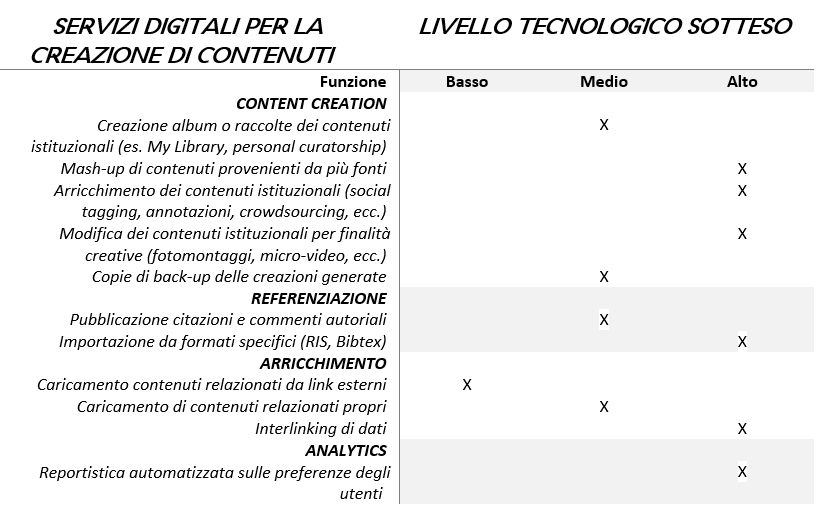 SERVIZI DIGITALI PER LA CREAZIONE DI CONTENUTI LIVELLO TECNOLOGICO SOTTESO
Funzione Basso Medio Alto
CONTENT CREATION
Creazione album o raccolte dei contenuti
istituzionali (es. My Library, personal curatorship) X
Mash-up di contenuti provenienti da più fonti X
Arricchimento dei contenuti istituzionali (social
tagging, annotazioni, crowdsourcing, ecc.) X
Modifica dei contenuti istituzionali per finalità
creative (fotomontaggi, micro-video, ecc.) X
Copie di back-up delle creazioni generate X
REFERENZIAZIONE
Pubblicazione citazioni e commenti autoriali X
Importazione da formati specifici (RIS, Bibtex) X
ARRICCHIMENTO
Caricamento contenuti relazionati da link esterni X
Caricamento di contenuti relazionati propri X
Interlinking di dati X
ANALYTICS
Reportistica automatizzata sulle preferenze degli
utenti X